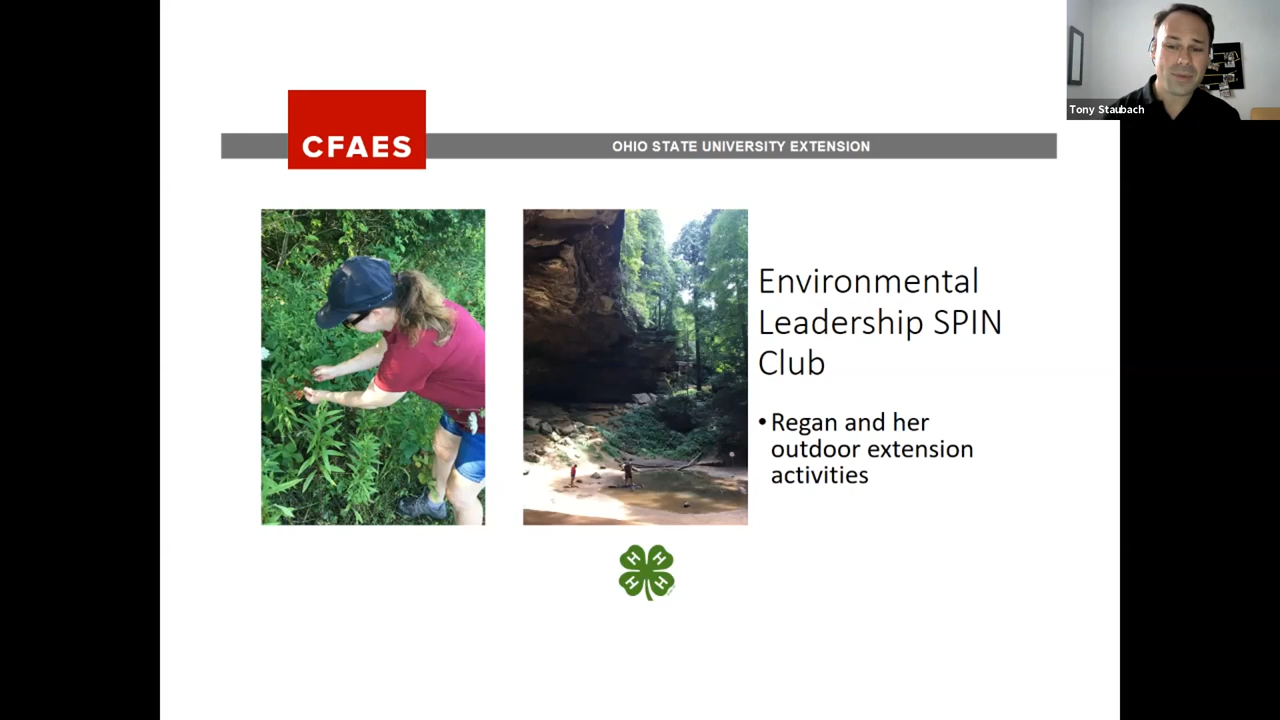 Tony Staubach
CFAES
OHIO STATE UNIVERSITY EXTENSION
Environmental
Leadership SPIN
Club
• Regan and her
outdoor extension
activities
H H
H H